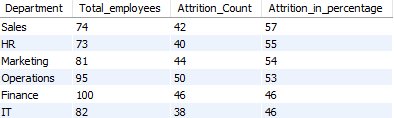 Department Total_employees Attrition_Count Attrition_in_percentage
Sales 74 42 57
HR 73 40 55
Marketing 81 44 54
Operations 95 50 53
Finance 100 46 46
IT 82 38 46